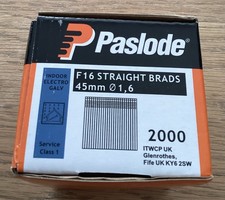 Paslode
INDOOR
ELECTRO
GALV
F16 STRAIGHT BRADS
45mm Ø1,6
2000
ITWCP UK
Glenrothes,
Fife UK KY6 2SW
Service
Class 1